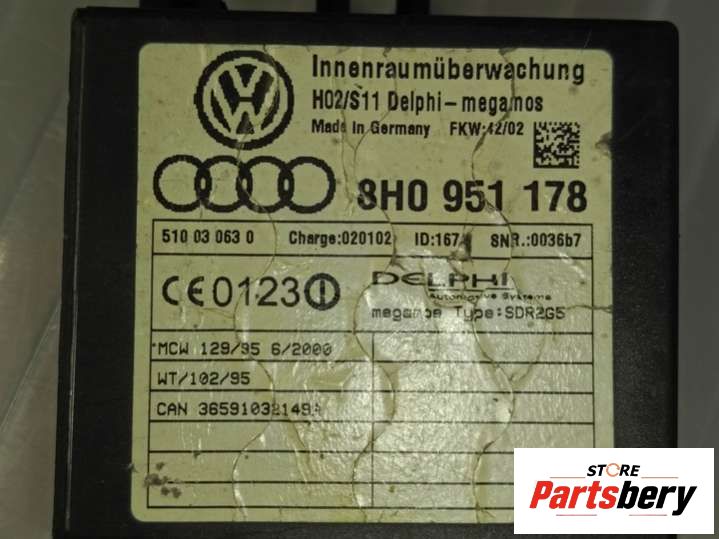 Innenraumüberwachung
H02/S11 Delphi-megamos
Made in Germany FKW:42/02
8H0 951 178
510 03 063 0 Charge:020102 ID:167 SNR.:0036b7
CE0123
DELPHI
Automotive Systems
megamos Type:SDR2G5
MCW 129/95 6/2000
WT/102/95
CAN 36591032149
STORE
Partsbery